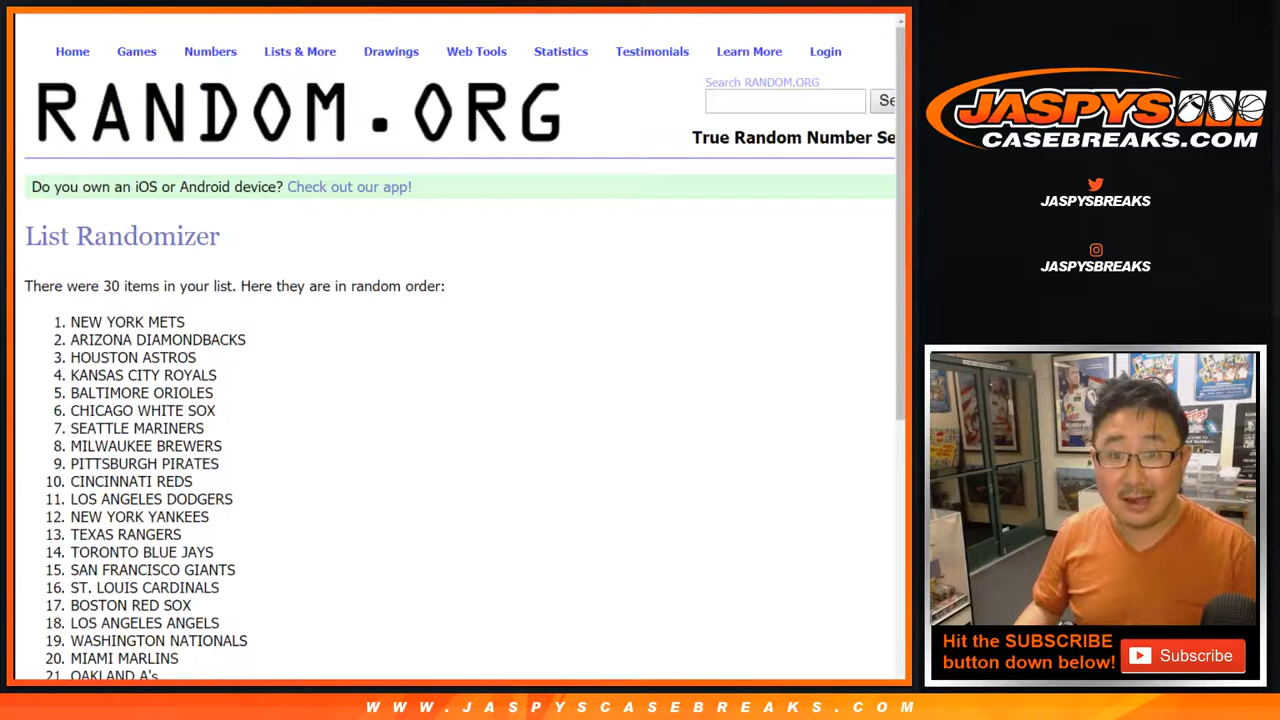 Home Games Numbers Lists & More Drawings Web Tools Statistics Testimonials Learn More Login
RANDOM.ORG
Search RANDOM.ORG
Se
True Random Number Se
Do you own an iOS or Android device? Check out our app!
List Randomizer
There were 30 items in your list. Here they are in random order:
1. NEW YORK METS
2. ARIZONA DIAMONDBACKS
3. HOUSTON ASTROS
4. KANSAS CITY ROYALS
5. BALTIMORE ORIOLES
6. CHICAGO WHITE SOX
7. SEATTLE MARINERS
8. MILWAUKEE BREWERS
9. PITTSBURGH PIRATES
10. CINCINNATI REDS
11. LOS ANGELES DODGERS
12. NEW YORK YANKEES
13. TEXAS RANGERS
14. TORONTO BLUE JAYS
15. SAN FRANCISCO GIANTS
16. ST. LOUIS CARDINALS
17. BOSTON RED SOX
18. LOS ANGELES ANGELS
19. WASHINGTON NATIONALS
20. MIAMI MARLINS
21. OAKLAND A's
JASPYS
CASEBREAKS.COM
JASPYSBREAKS
JASPYSBREAKS
Hit the SUBSCRIBE
button down below!
Subscribe
WWW.JASPYSCASEBREAKS.COM